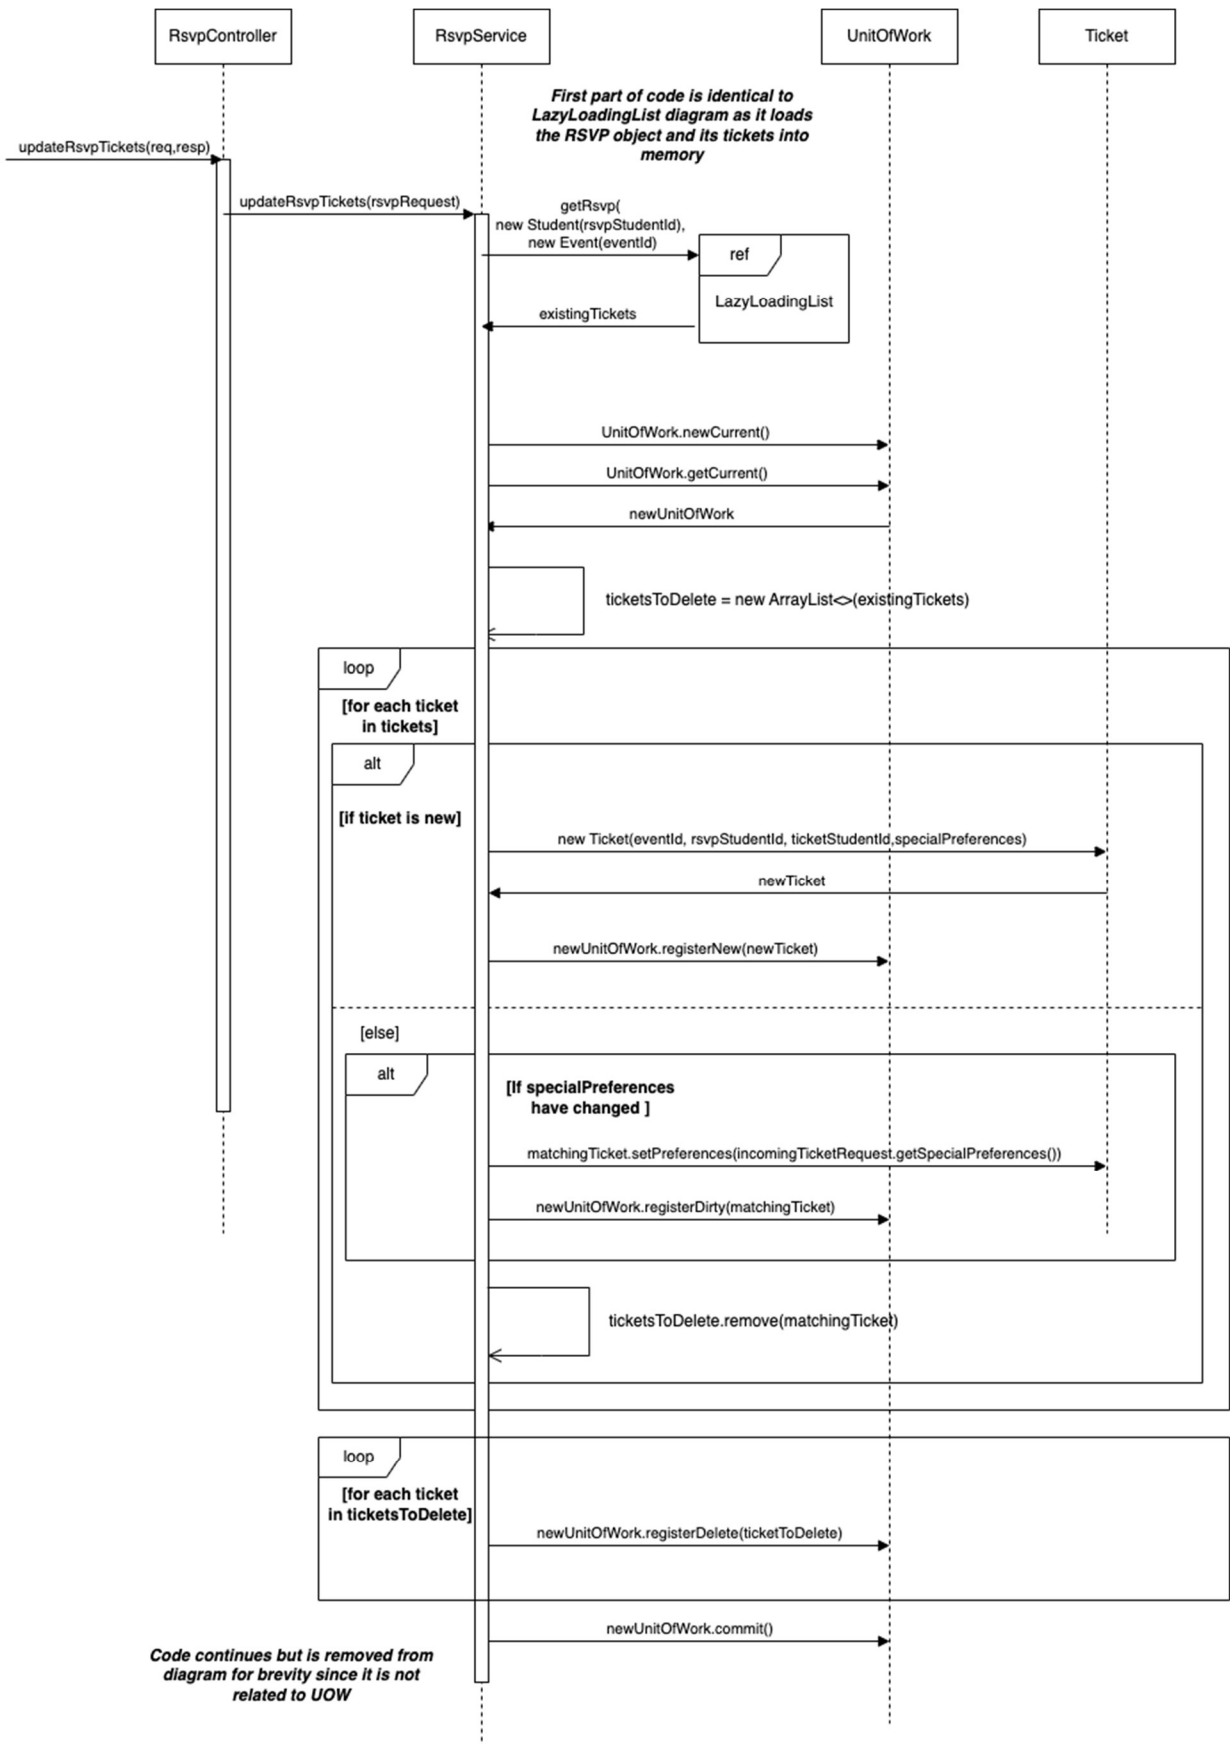 RsvpController
RsvpService
UnitOfWork
Ticket
First part of code is identical to
LazyLoadingList diagram as it loads
the RSVP object and its tickets into
memory
updateRsvpTickets(req,resp)
updateRsvpTickets(rsvpRequest)
getRsvp(
new Student(rsvpStudentId),
new Event(eventId)
ref
LazyLoadingList
existingTickets
UnitOfWork.newCurrent()
UnitOfWork.getCurrent()
newUnitOfWork
ticketsToDelete = new ArrayList<>(existingTickets)
loop
[for each ticket
in tickets]
alt
[if ticket is new]
new Ticket(eventId, rsvpStudentId, ticketStudentId,specialPreferences)
newTicket
newUnitOfWork.registerNew(newTicket)
[else]
alt
[If specialPreferences
have changed ]
matchingTicket.setPreferences(incomingTicketRequest.getSpecialPreferences())
newUnitOfWork.registerDirty(matchingTicket)
ticketsToDelete.remove(matchingTicket)
loop
[for each ticket
in ticketsToDelete]
newUnitOfWork.registerDelete(ticketToDelete)
newUnitOfWork.commit()
Code continues but is removed from
diagram for brevity since it is not
related to UOW